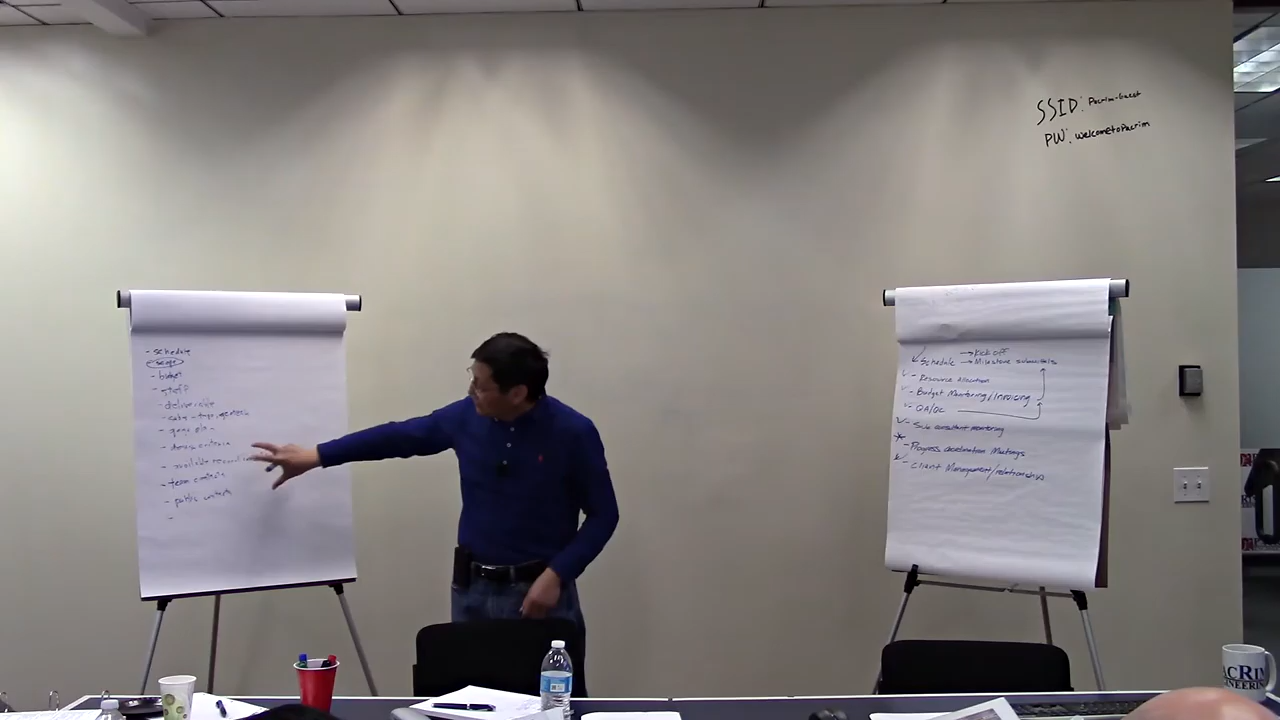 SSID: Pacrim-Guest
PW: welcometoPacrim
- schedule
scope
- budget
- staff
- deliverable
- team contacts
- public contacts
-
Schedule → Kick off
→ Milestone submittals
- Resource Allocation
- Budget Monitoring/Invoicing
- QA/QC
- Sub consultant monitoring
- Progress coordination Meetings
- Client Management/relationships